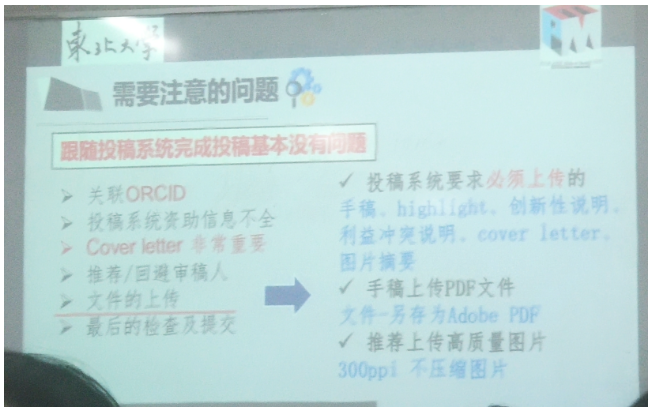 東北大学
需要注意的问题
跟随投稿系统完成投稿基本没有问题
➢ 关联ORCID
➢ 投稿系统资助信息不全
➢ Cover letter 非常重要
➢ 推荐/回避审稿人
➢ 文件的上传
➢ 最后的检查及提交
✓ 投稿系统要求必须上传的
手稿、highlight、创新性说明、
利益冲突说明、cover letter、
图片摘要
✓ 手稿上传PDF文件
文件-另存为Adobe PDF
✓ 推荐上传高质量图片
300ppi 不压缩图片